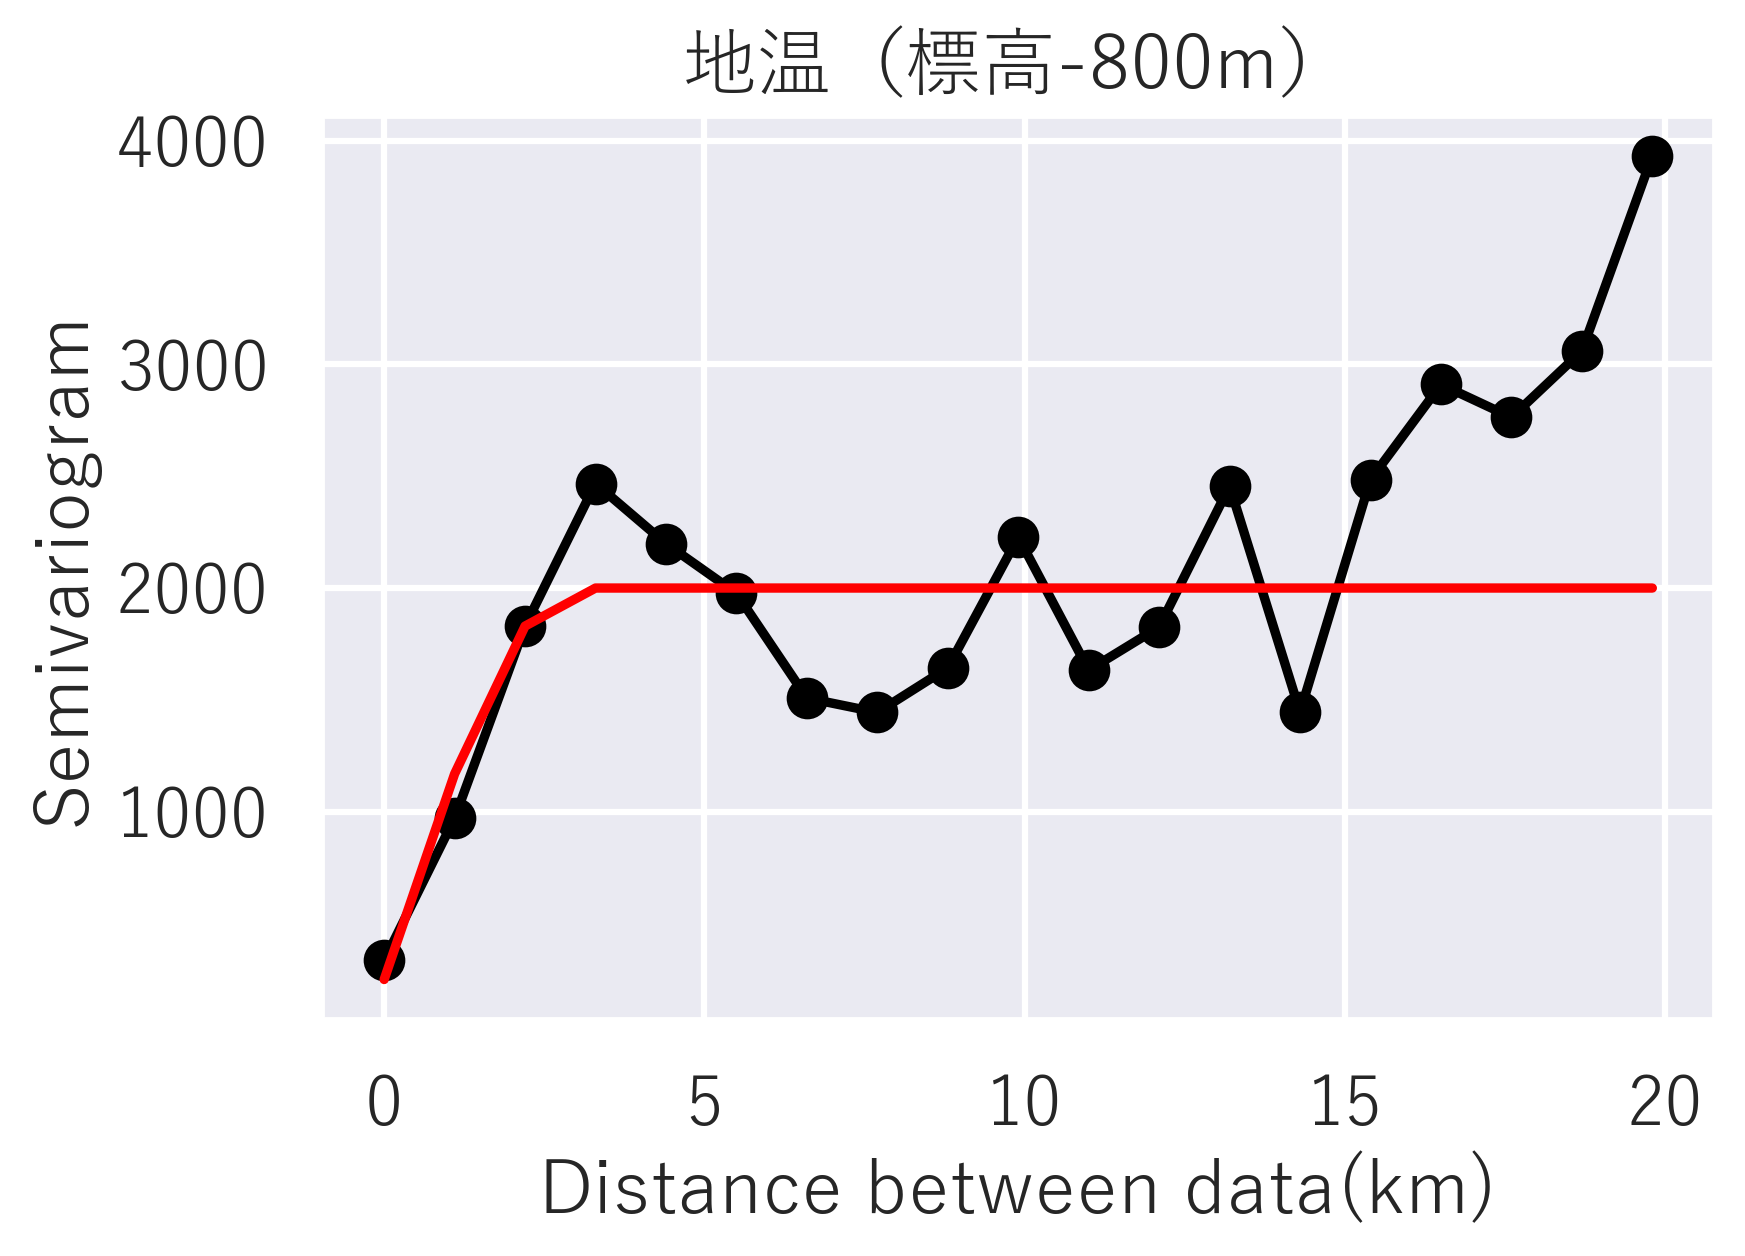 地温（標高-800m）
4000
3000
2000
1000
Semivariogram
0 5 10 15 20
Distance between data(km)